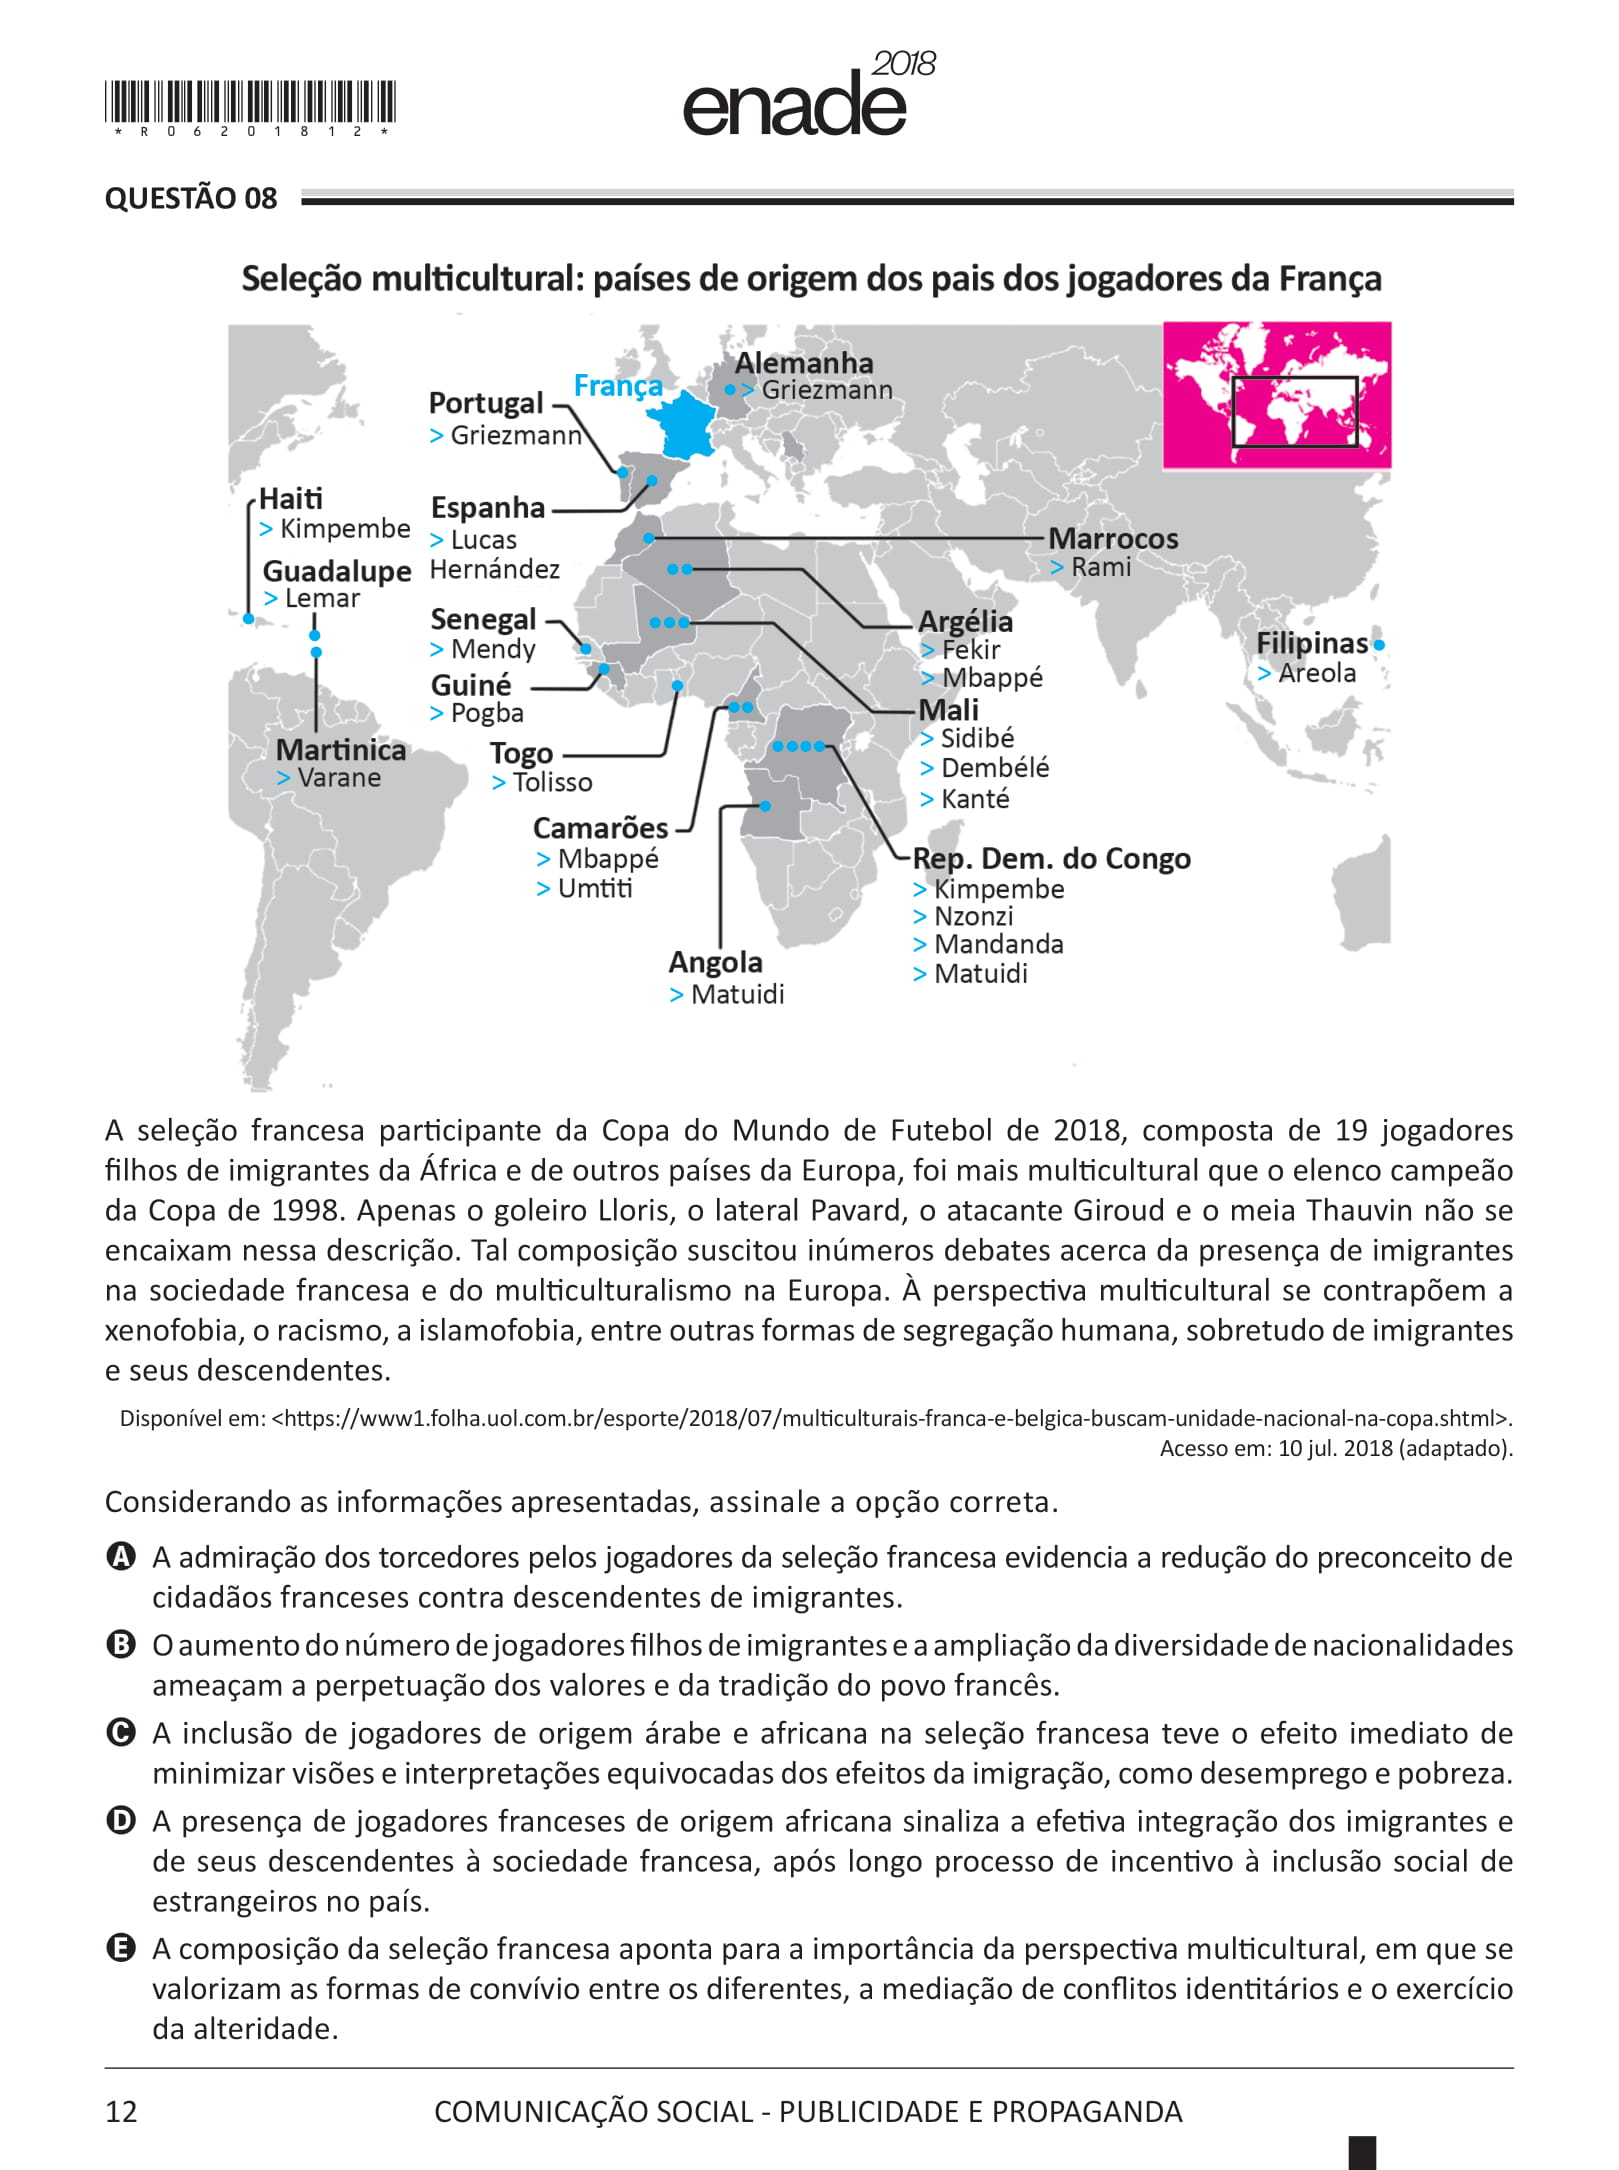 * R 0 6 2 0 1 8 1 2 *
enade 2018
QUESTÃO 08
Seleção multicultural: países de origem dos pais dos jogadores da França
Alemanha
> Griezmann
França
Portugal
> Griezmann
Haiti
> Kimpembe
Espanha
> Lucas
Hernández
Guadalupe
> Lemar
Marrocos
> Rami
Senegal
> Mendy
Argélia
> Fekir
> Mbappé
Filipinas
> Areola
Guiné
> Pogba
Mali
> Sidibé
> Dembélé
> Kanté
Martinica
> Varane
Togo
> Tolisso
Camarões
> Mbappé
> Umtiti
Rep. Dem. do Congo
> Kimpembe
> Nzonzi
> Mandanda
> Matuidi
Angola
> Matuidi
A seleção francesa participante da Copa do Mundo de Futebol de 2018, composta de 19 jogadores
filhos de imigrantes da África e de outros países da Europa, foi mais multicultural que o elenco campeão
da Copa de 1998. Apenas o goleiro Lloris, o lateral Pavard, o atacante Giroud e o meia Thauvin não se
encaixam nessa descrição. Tal composição suscitou inúmeros debates acerca da presença de imigrantes
na sociedade francesa e do multiculturalismo na Europa. À perspectiva multicultural se contrapõem a
xenofobia, o racismo, a islamofobia, entre outras formas de segregação humana, sobretudo de imigrantes
e seus descendentes.
Disponível em: <https://www1.folha.uol.com.br/esporte/2018/07/multiculturais-franca-e-belgica-buscam-unidade-nacional-na-copa.shtml>.
Acesso em: 10 jul. 2018 (adaptado).
Considerando as informações apresentadas, assinale a opção correta.
A A admiração dos torcedores pelos jogadores da seleção francesa evidencia a redução do preconceito de
cidadãos franceses contra descendentes de imigrantes.
B O aumento do número de jogadores filhos de imigrantes e a ampliação da diversidade de nacionalidades
ameaçam a perpetuação dos valores e da tradição do povo francês.
C A inclusão de jogadores de origem árabe e africana na seleção francesa teve o efeito imediato de
minimizar visões e interpretações equivocadas dos efeitos da imigração, como desemprego e pobreza.
D A presença de jogadores franceses de origem africana sinaliza a efetiva integração dos imigrantes e
de seus descendentes à sociedade francesa, após longo processo de incentivo à inclusão social de
estrangeiros no país.
E A composição da seleção francesa aponta para a importância da perspectiva multicultural, em que se
valorizam as formas de convívio entre os diferentes, a mediação de conflitos identitários e o exercício
da alteridade.
12
COMUNICAÇÃO SOCIAL - PUBLICIDADE E PROPAGANDA